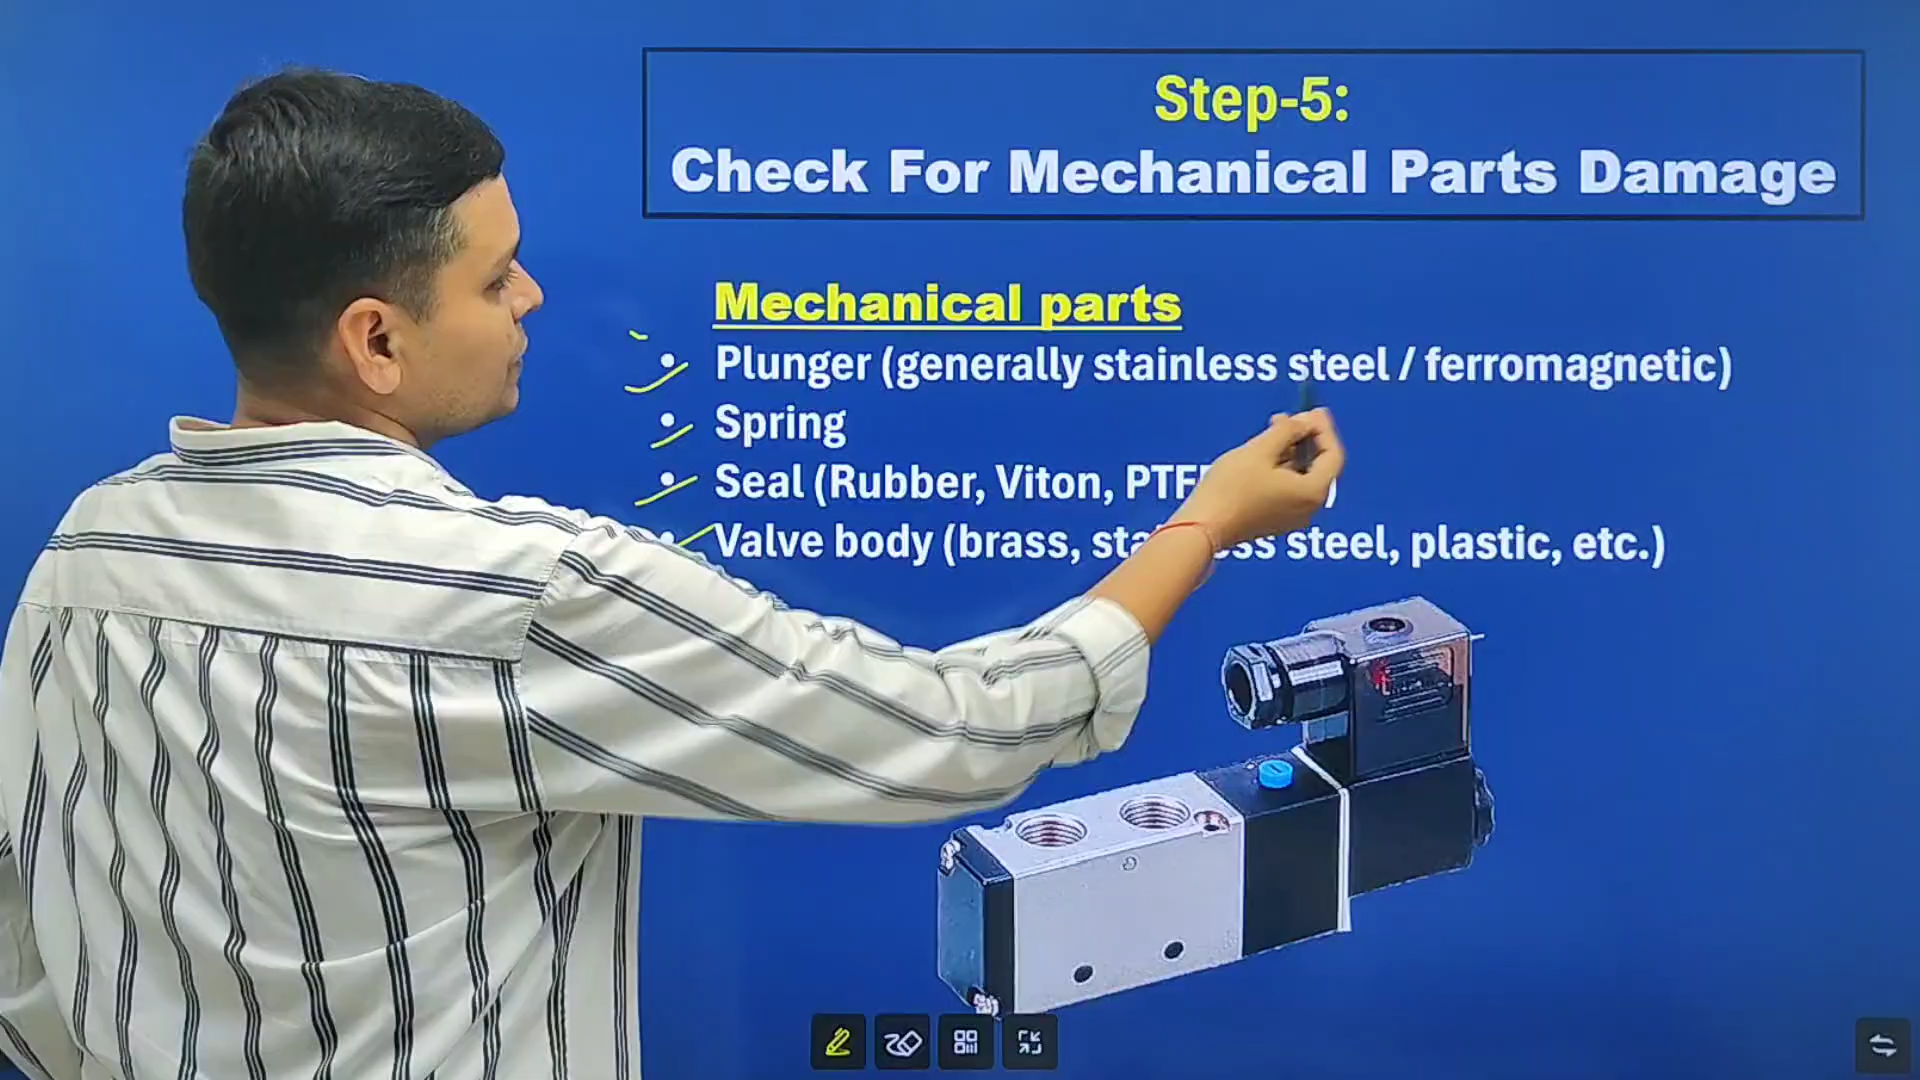 Step-5:
Check For Mechanical Parts Damage
Mechanical parts
• Plunger (generally stainless steel / ferromagnetic)
• Spring
• Seal (Rubber, Viton, )
• Valve body (brass, steel, plastic, etc.)